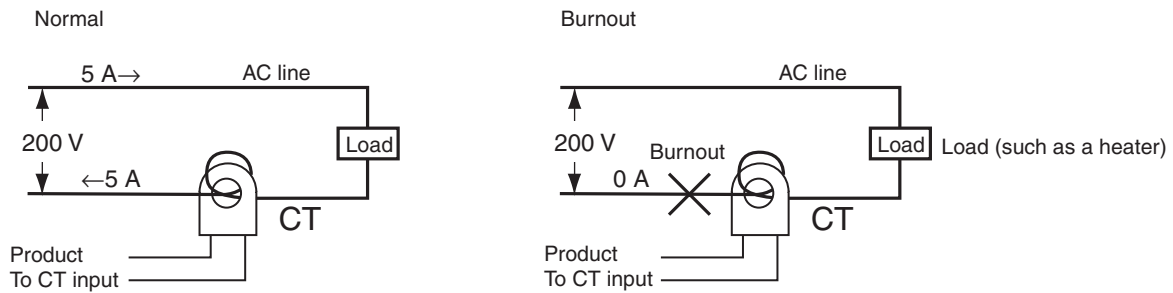 Normal
5 A→
AC line
200 V
Load
←5 A
CT
Product
To CT input
Burnout
AC line
200 V
Burnout
Load
Load (such as a heater)
0 A
CT
Product
To CT input